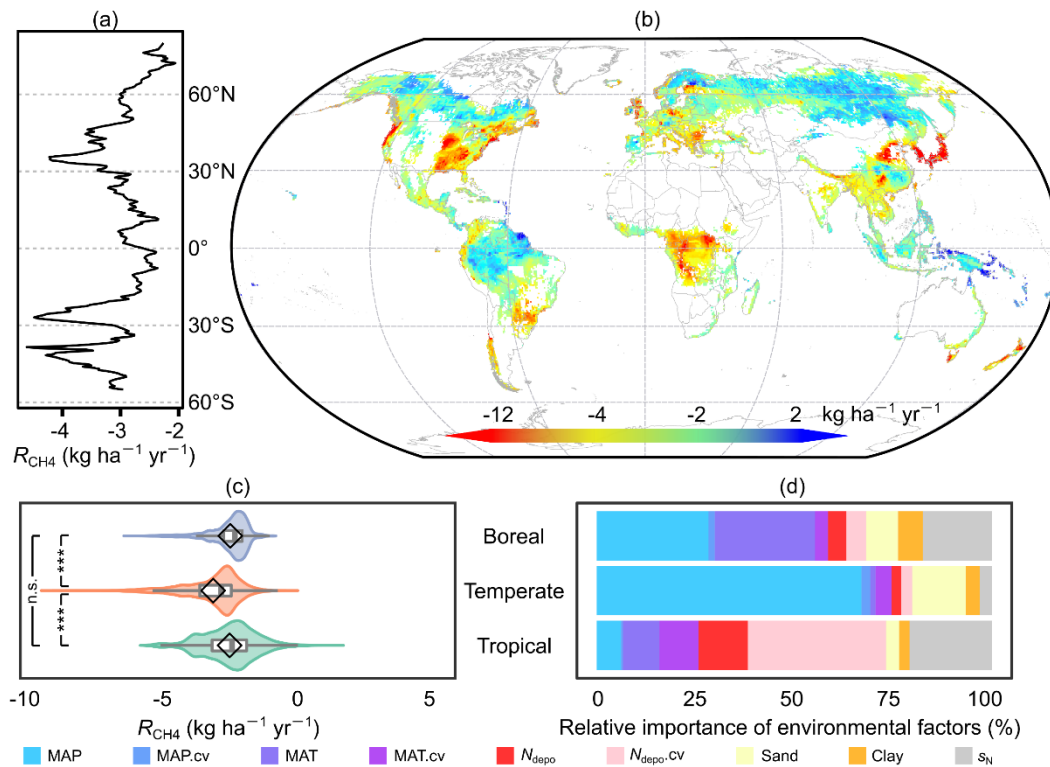 (a)
(b)
60°N
30°N
0°
30°S
60°S
-4 -3 -2
R_CH4 (kg ha⁻¹ yr⁻¹)
-12 -4 -2 2 kg ha⁻¹ yr⁻¹
(c)
(d)
n.s.
***
***
Boreal
Temperate
Tropical
-10 -5 0 5
R_CH4 (kg ha⁻¹ yr⁻¹)
0 25 50 75 100
Relative importance of environmental factors (%)
MAP MAP.cv MAT MAT.cv N_depo N_depo.cv Sand Clay s_N